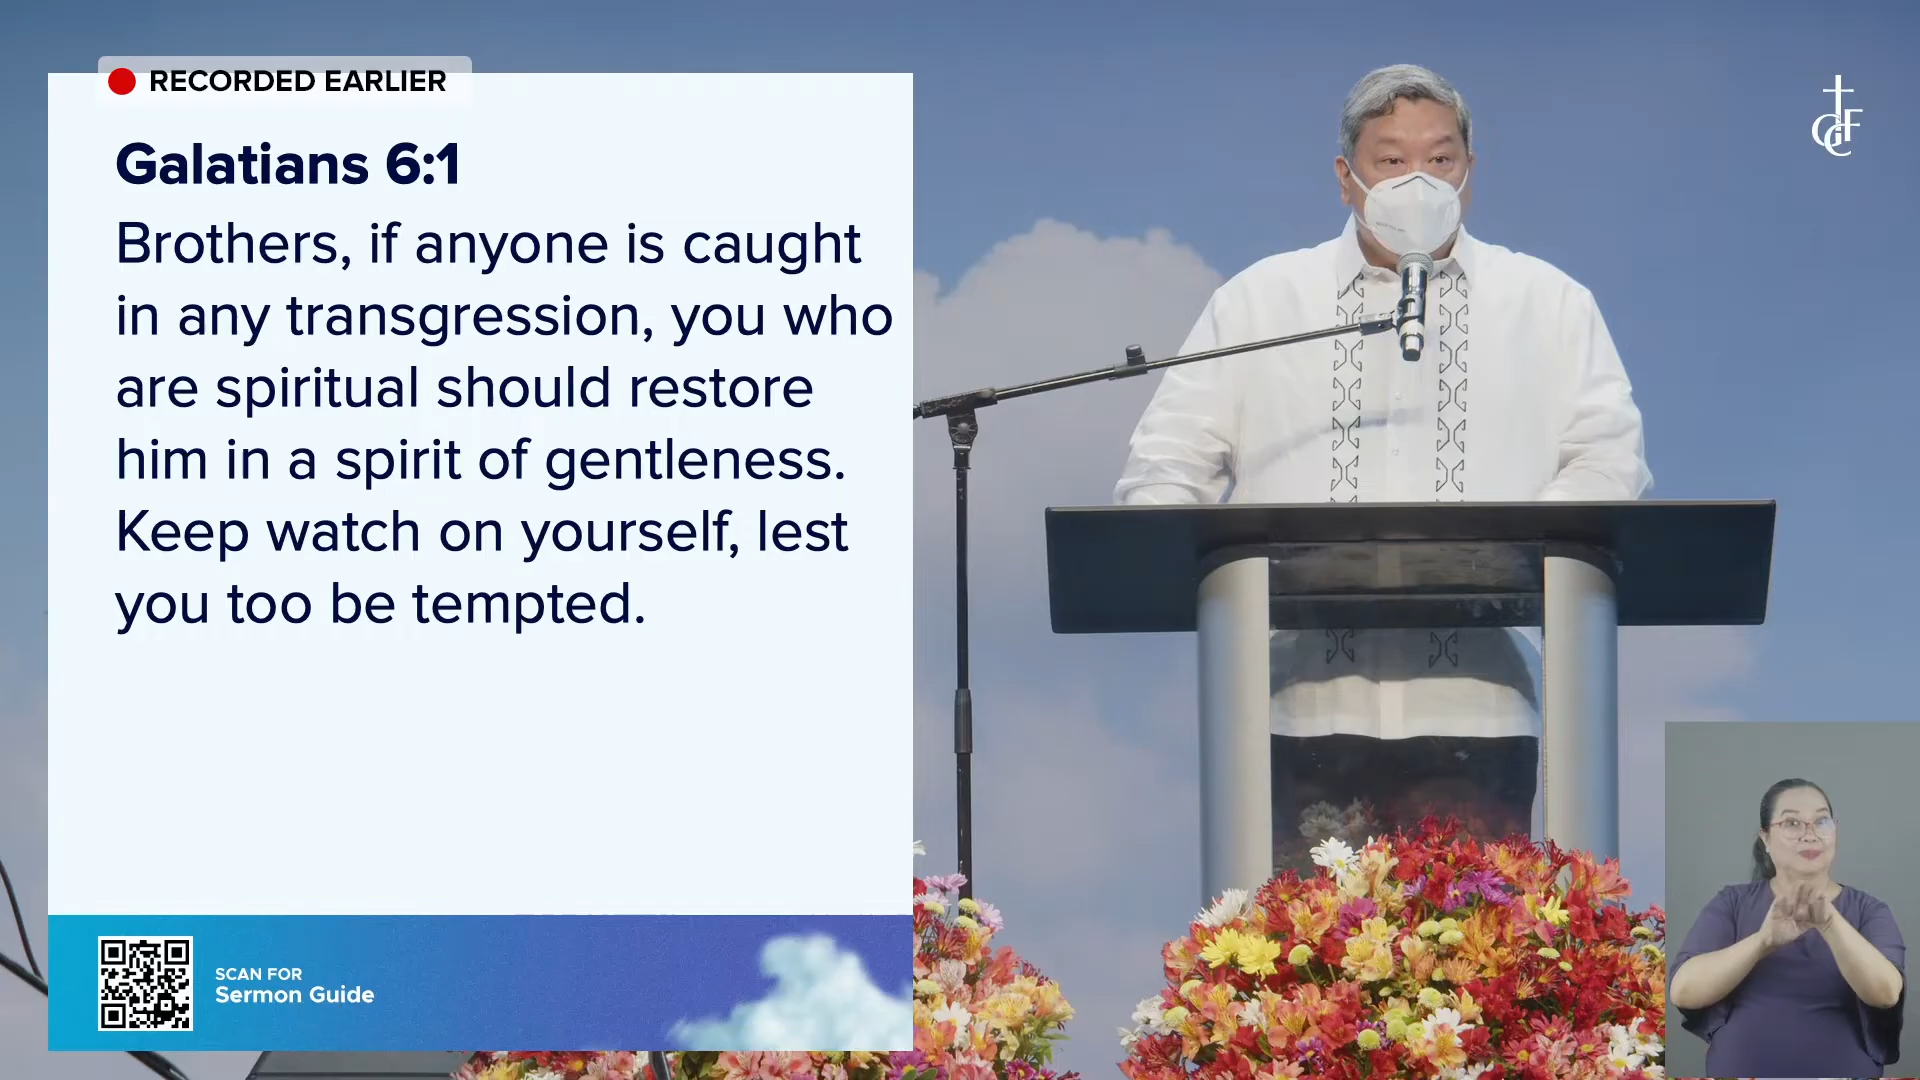 RECORDED EARLIER
Galatians 6:1
Brothers, if anyone is caught
in any transgression, you who
are spiritual should restore
him in a spirit of gentleness.
Keep watch on yourself, lest
you too be tempted.
SCAN FOR
Sermon Guide
GCF